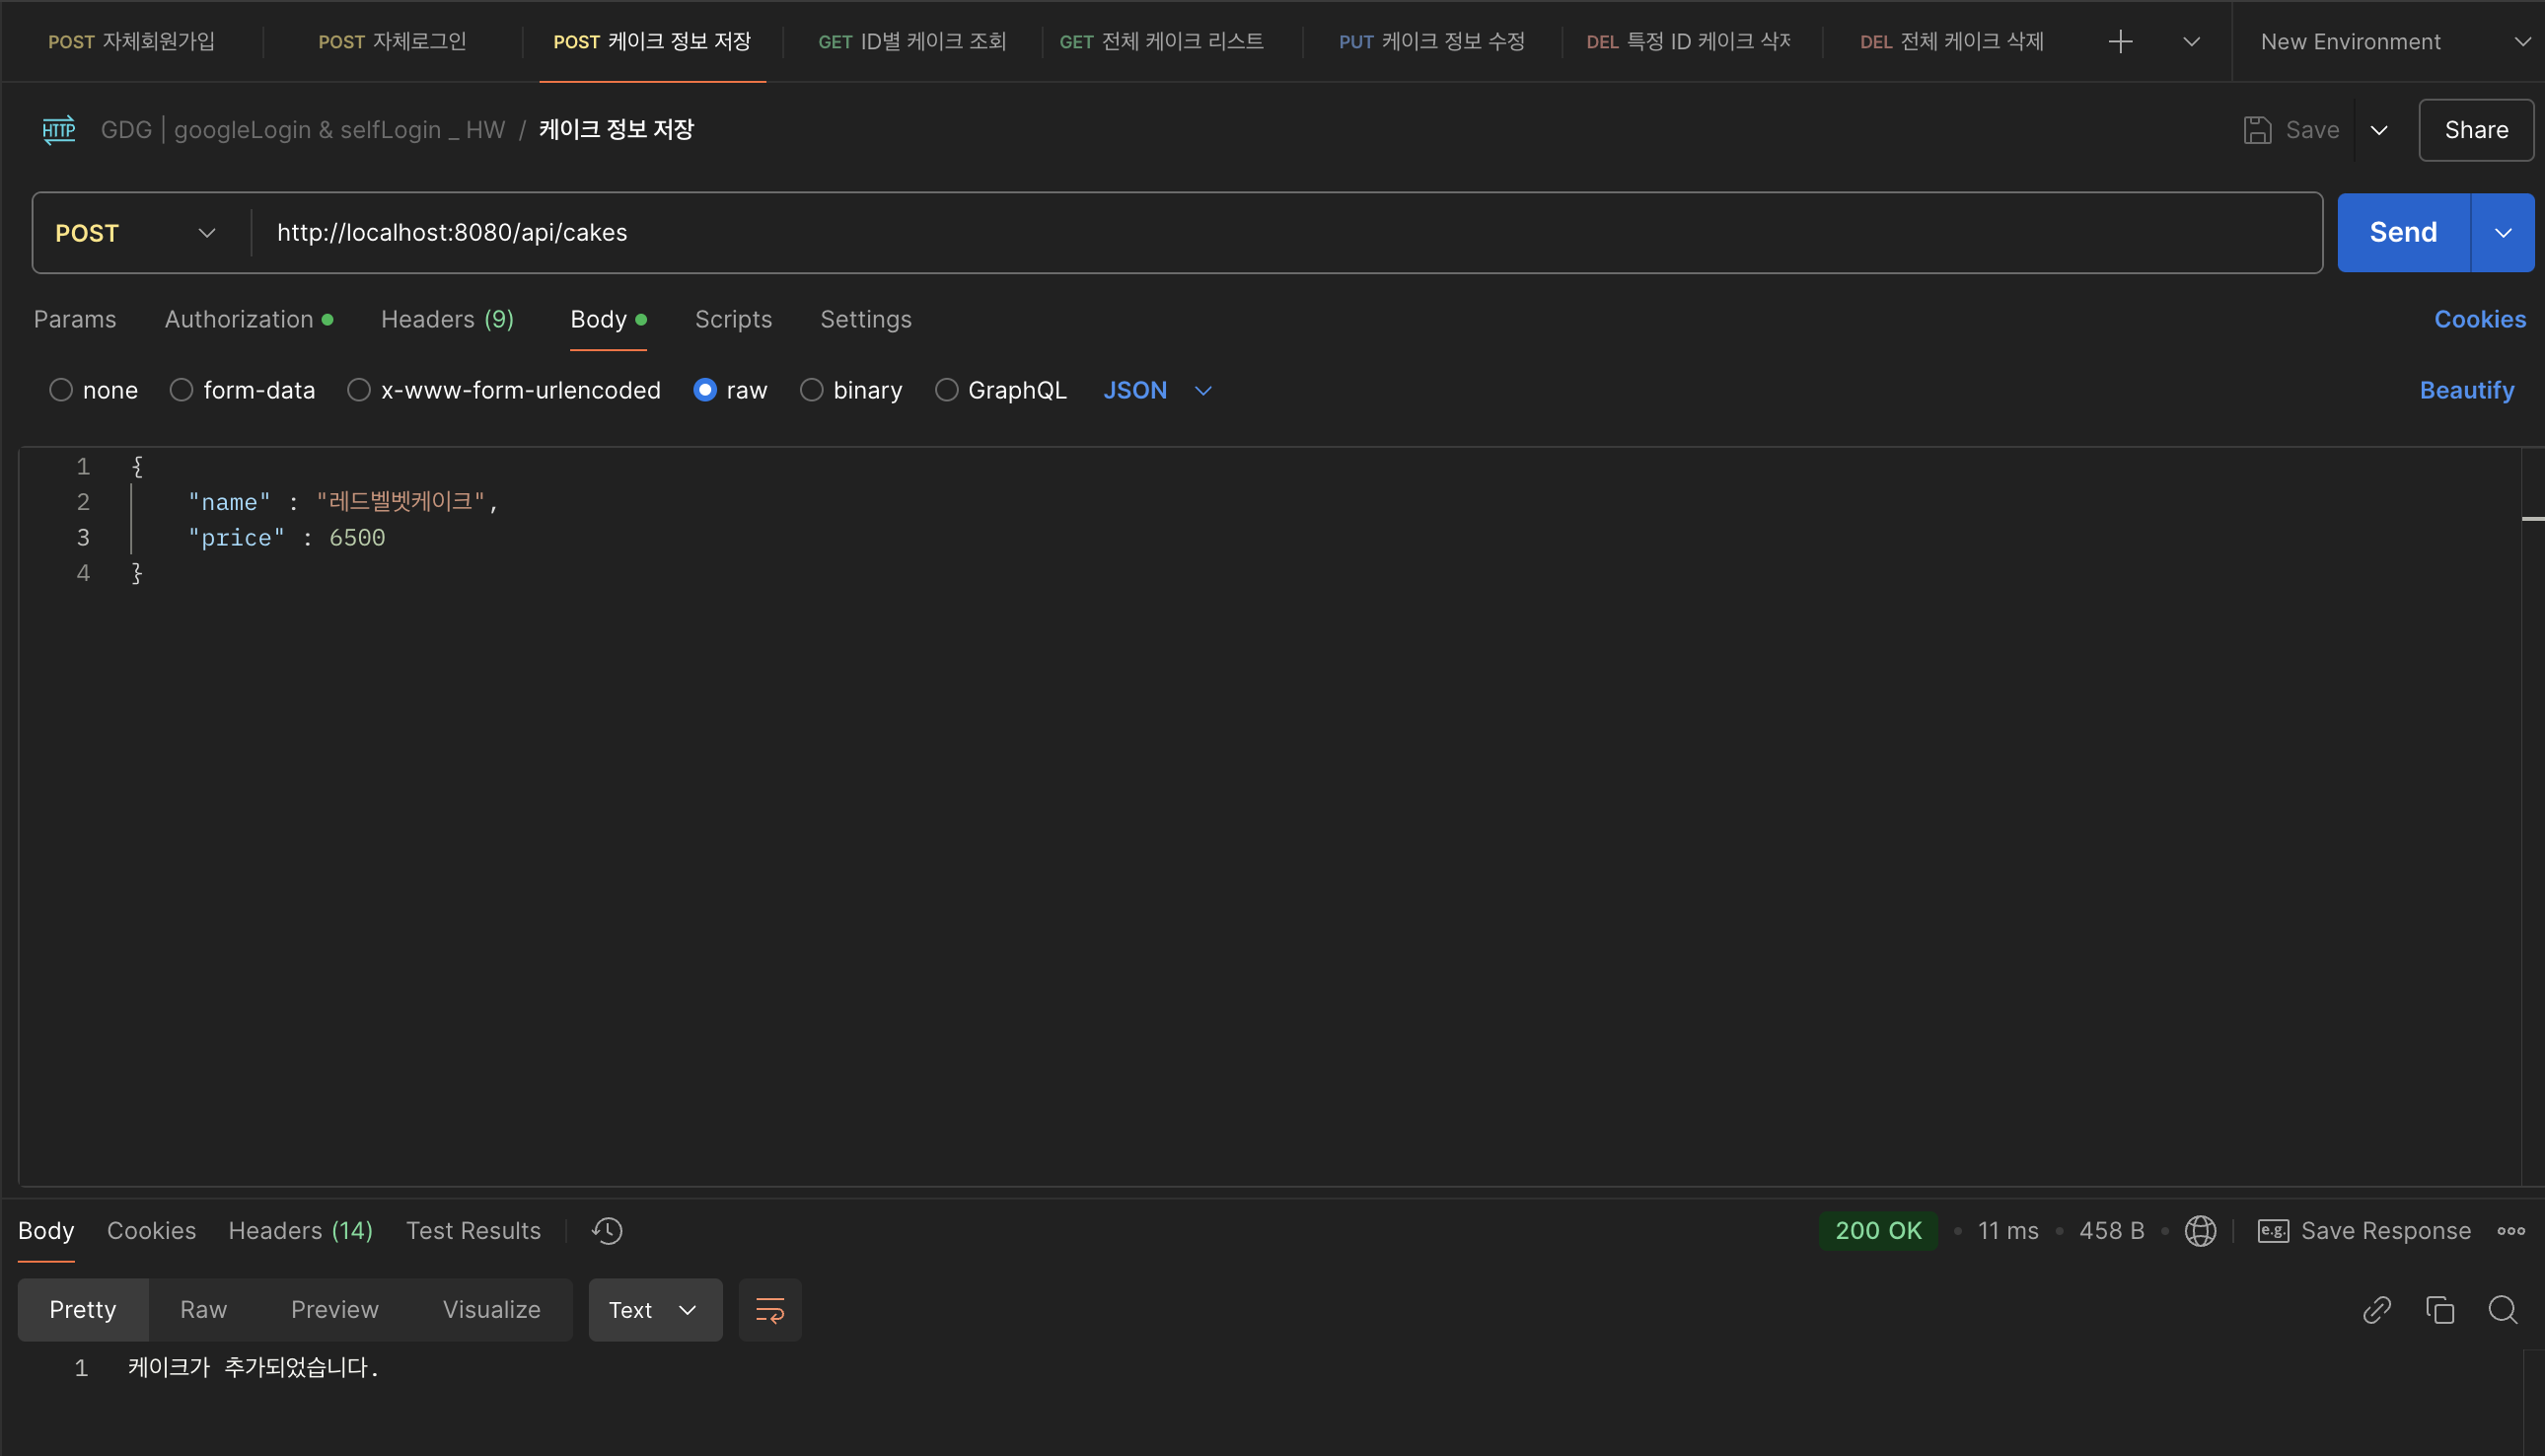 POST 자체회원가입 POST 자체로그인 POST 케이크 정보 저장 GET ID별 케이크 조회 GET 전체 케이크 리스트 PUT 케이크 정보 수정 DEL 특정 ID 케이크 삭제 DEL 전체 케이크 삭제 New Environment
HTTP GDG | googleLogin & selfLogin _ HW / 케이크 정보 저장 Save Share
POST http://localhost:8080/api/cakes Send
Params Authorization Headers (9) Body Scripts Settings Cookies
none form-data x-www-form-urlencoded raw binary GraphQL JSON Beautify
1 {
2 "name" : "레드벨벳케이크",
3 "price" : 6500
4 }
Body Cookies Headers (14) Test Results 200 OK • 11 ms • 458 B • e.g. Save Response
Pretty Raw Preview Visualize Text
1 케이크가 추가되었습니다.